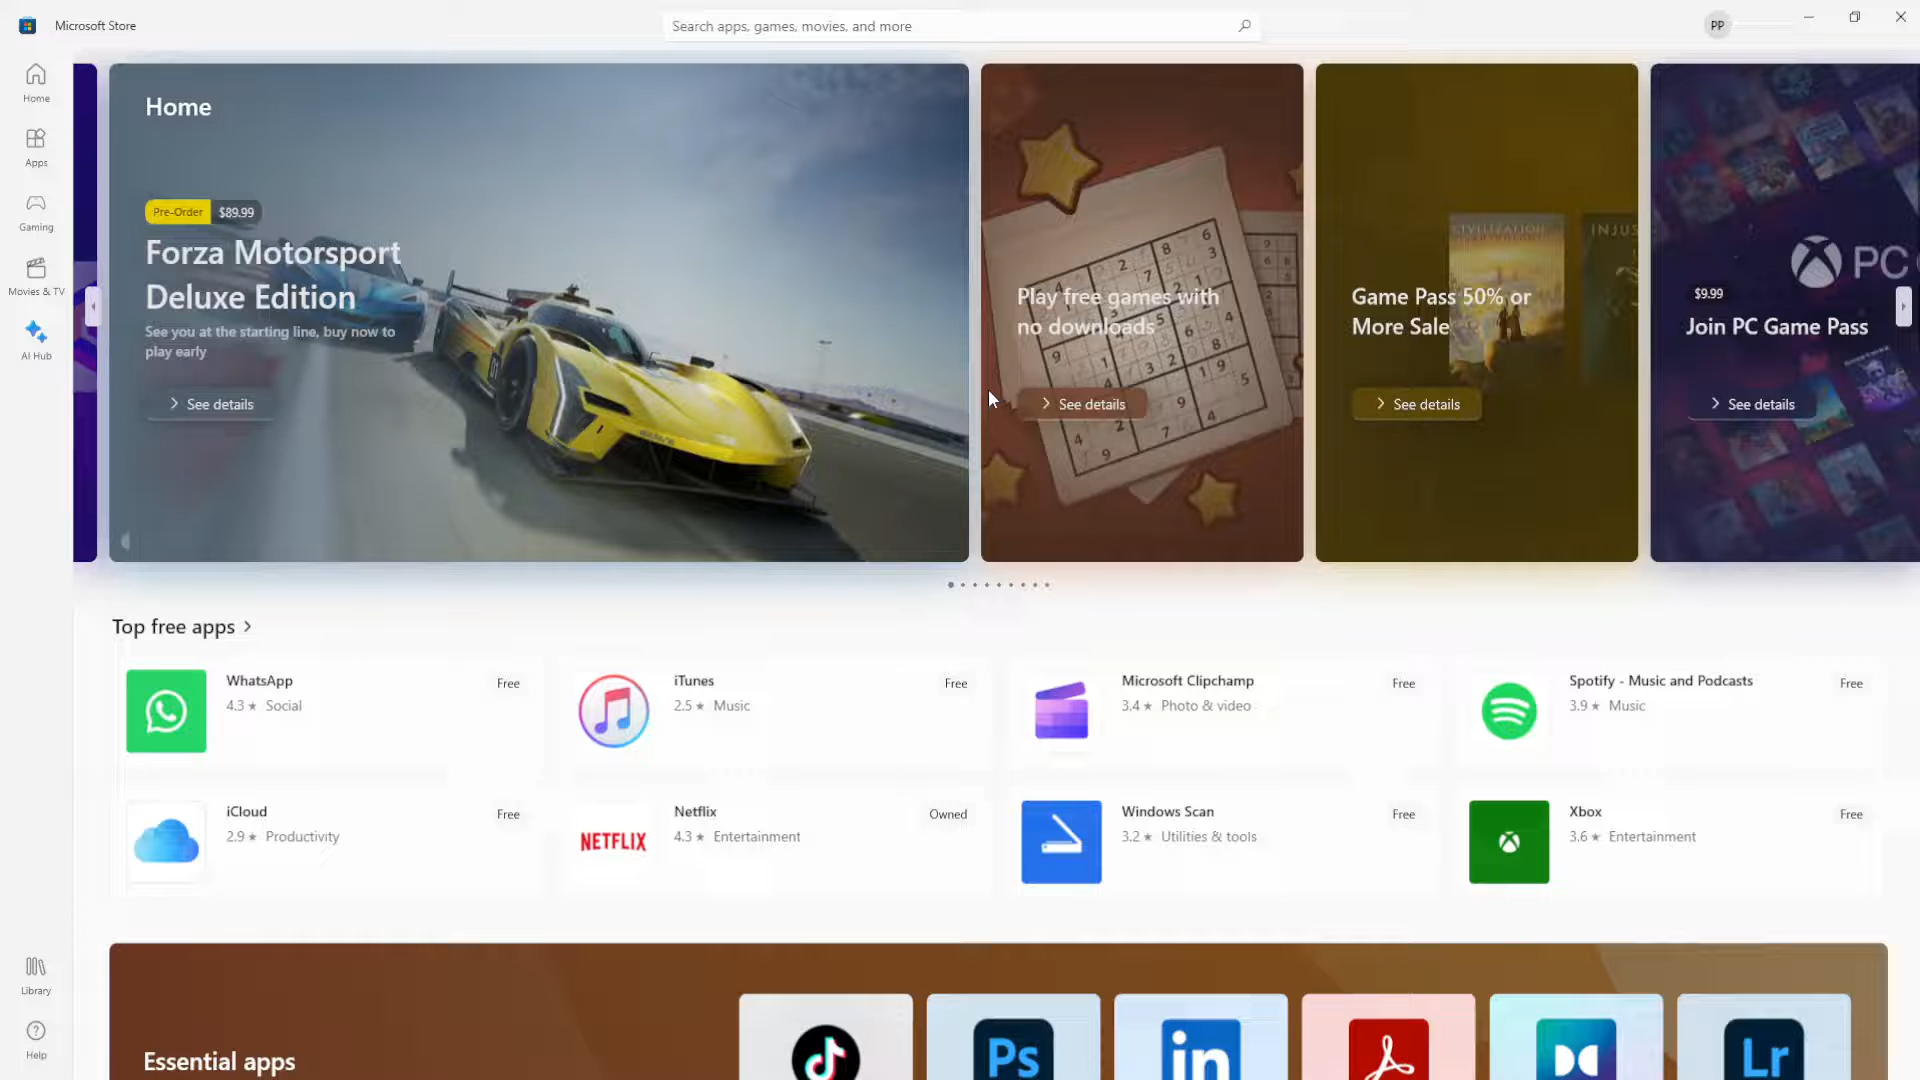 Microsoft Store
Search apps, games, movies, and more
PP
Home
Apps
Gaming
Movies & TV
AI Hub
Library
Help
Home
Pre-Order $89.99
Forza Motorsport
Deluxe Edition
See you at the starting line, buy now to
play early
See details
Play free games with
no downloads
See details
CIVILIZATION
INJUS
Game Pass 50% or
More Sale
See details
PC
$9.99
Join PC Game Pass
See details
Top free apps
WhatsApp
Free
4.3 ★ Social
iTunes
Free
2.5 ★ Music
Microsoft Clipchamp
Free
3.4 ★ Photo & video
Spotify - Music and Podcasts
Free
3.9 ★ Music
iCloud
Free
2.9 ★ Productivity
NETFLIX
Netflix
Owned
4.3 ★ Entertainment
Windows Scan
Free
3.2 ★ Utilities & tools
Xbox
Free
3.6 ★ Entertainment
Essential apps
Ps
in
Lr